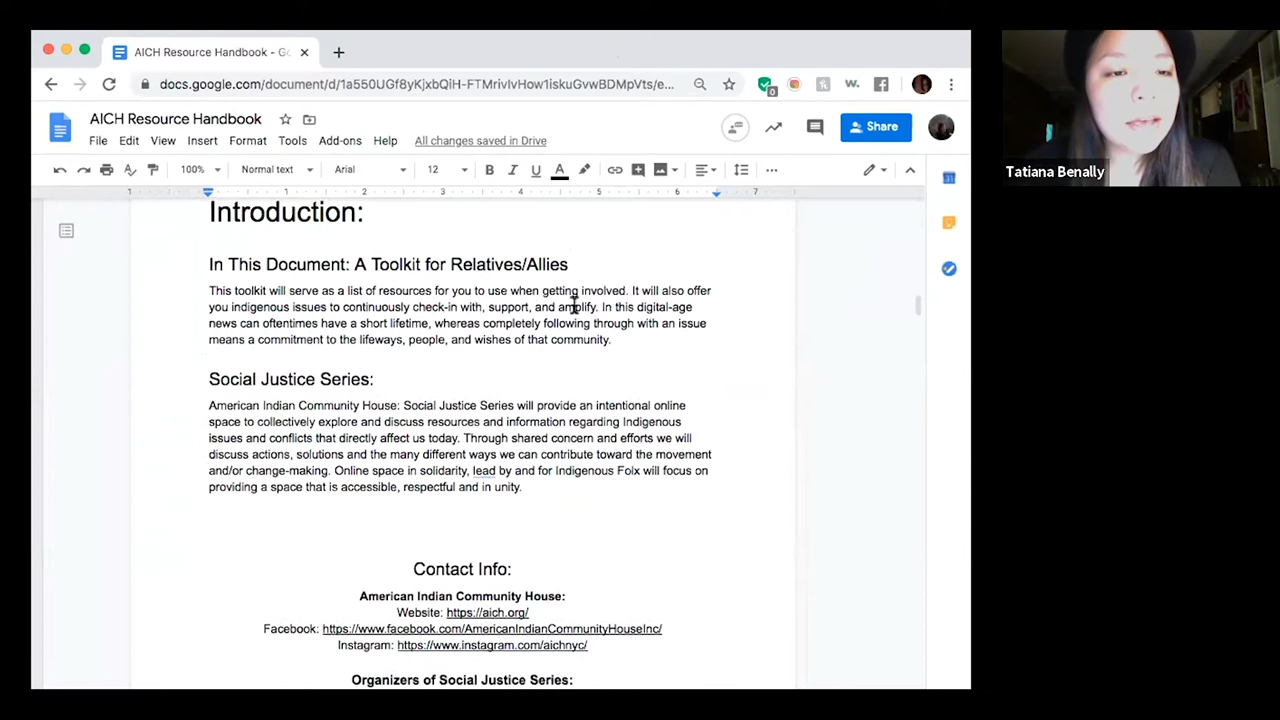 AICH Resource Handbook - Go
docs.google.com/document/d/1a550UGf8yKjxbQiH-FTMrivIvHow1iskuGvwBDMpVts/e...
0
w.
AICH Resource Handbook
Share
File Edit View Insert Format Tools Add-ons Help All changes saved in Drive
100% Normal text Arial 12 B I U A
1 1 2 3 4 5 6 7
Introduction:
In This Document: A Toolkit for Relatives/Allies
This toolkit will serve as a list of resources for you to use when getting involved. It will also offer
you indigenous issues to continuously check-in with, support, and amplify. In this digital-age
news can oftentimes have a short lifetime, whereas completely following through with an issue
means a commitment to the lifeways, people, and wishes of that community.
Social Justice Series:
American Indian Community House: Social Justice Series will provide an intentional online
space to collectively explore and discuss resources and information regarding Indigenous
issues and conflicts that directly affect us today. Through shared concern and efforts we will
discuss actions, solutions and the many different ways we can contribute toward the movement
and/or change-making. Online space in solidarity, lead by and for Indigenous Folx will focus on
providing a space that is accessible, respectful and in unity.
Contact Info:
American Indian Community House:
Website: https://aich.org/
Facebook: https://www.facebook.com/AmericanIndianCommunityHouseInc/
Instagram: https://www.instagram.com/aichnyc/
Organizers of Social Justice Series:
Tatiana Benally